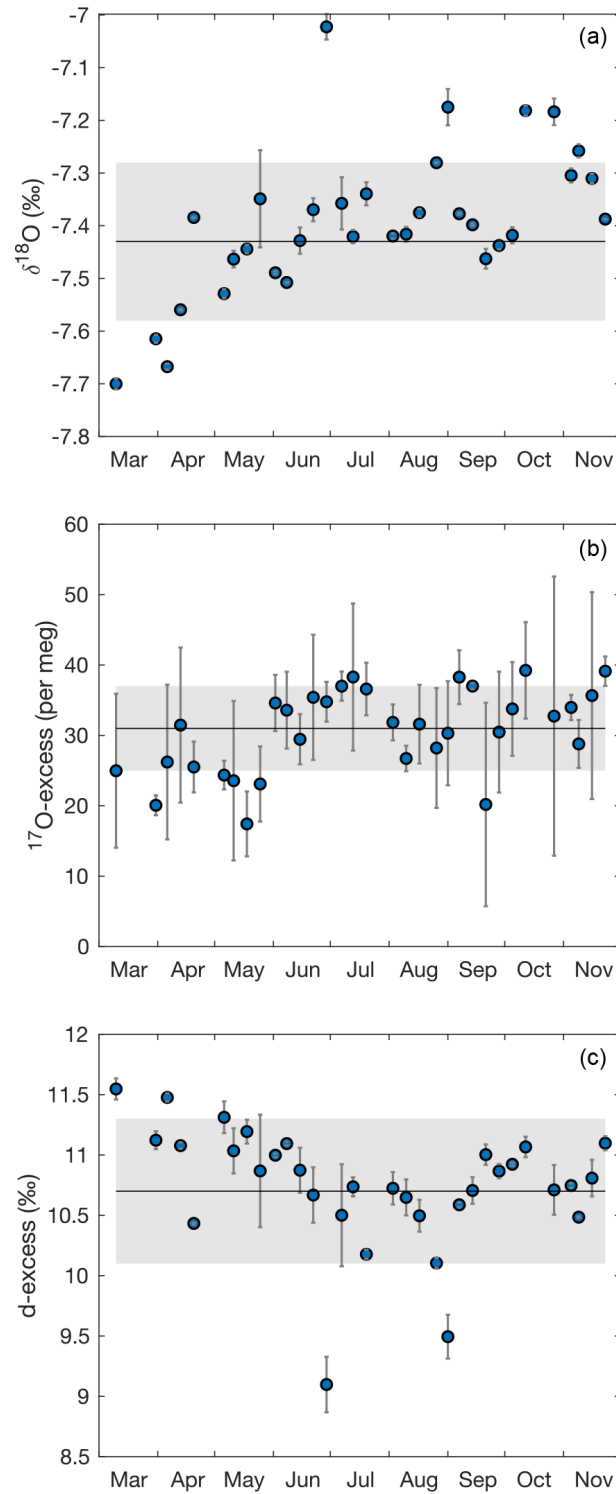 (a)
-7
-7.1
-7.2
-7.3
-7.4
-7.5
-7.6
-7.7
-7.8
δ¹⁸O (‰)
Mar Apr May Jun Jul Aug Sep Oct Nov
(b)
60
50
40
30
20
10
0
¹⁷O-excess (per meg)
Mar Apr May Jun Jul Aug Sep Oct Nov
(c)
12
11.5
11
10.5
10
9.5
9
8.5
d-excess (‰)
Mar Apr May Jun Jul Aug Sep Oct Nov